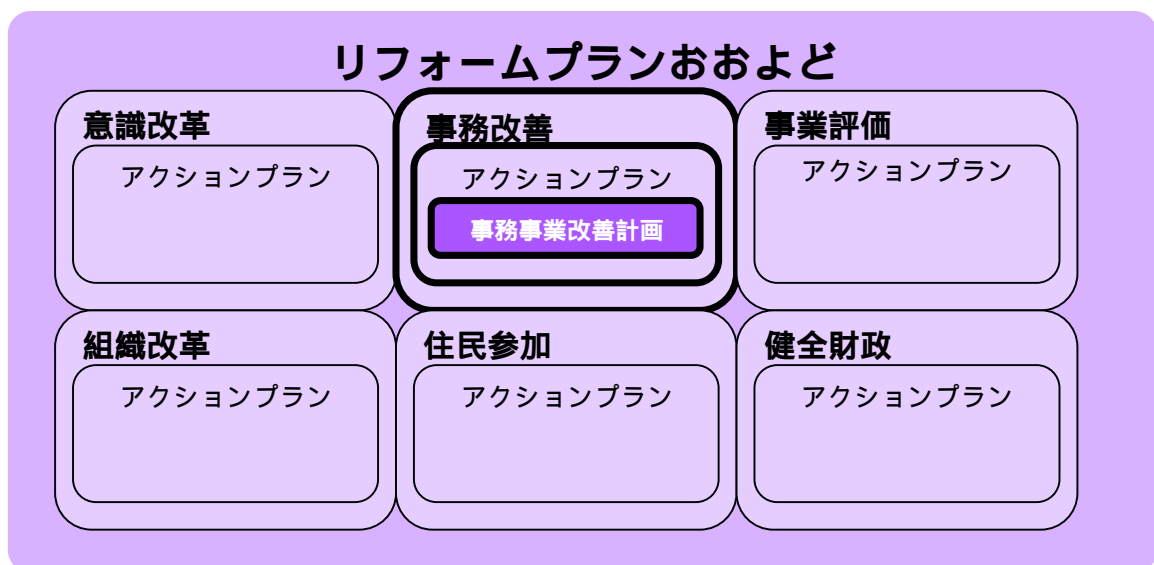 リフォームプランおおよど
意識改革
アクションプラン
事務改善
アクションプラン
事務事業改善計画
事業評価
アクションプラン
組織改革
アクションプラン
住民参加
アクションプラン
健全財政
アクションプラン